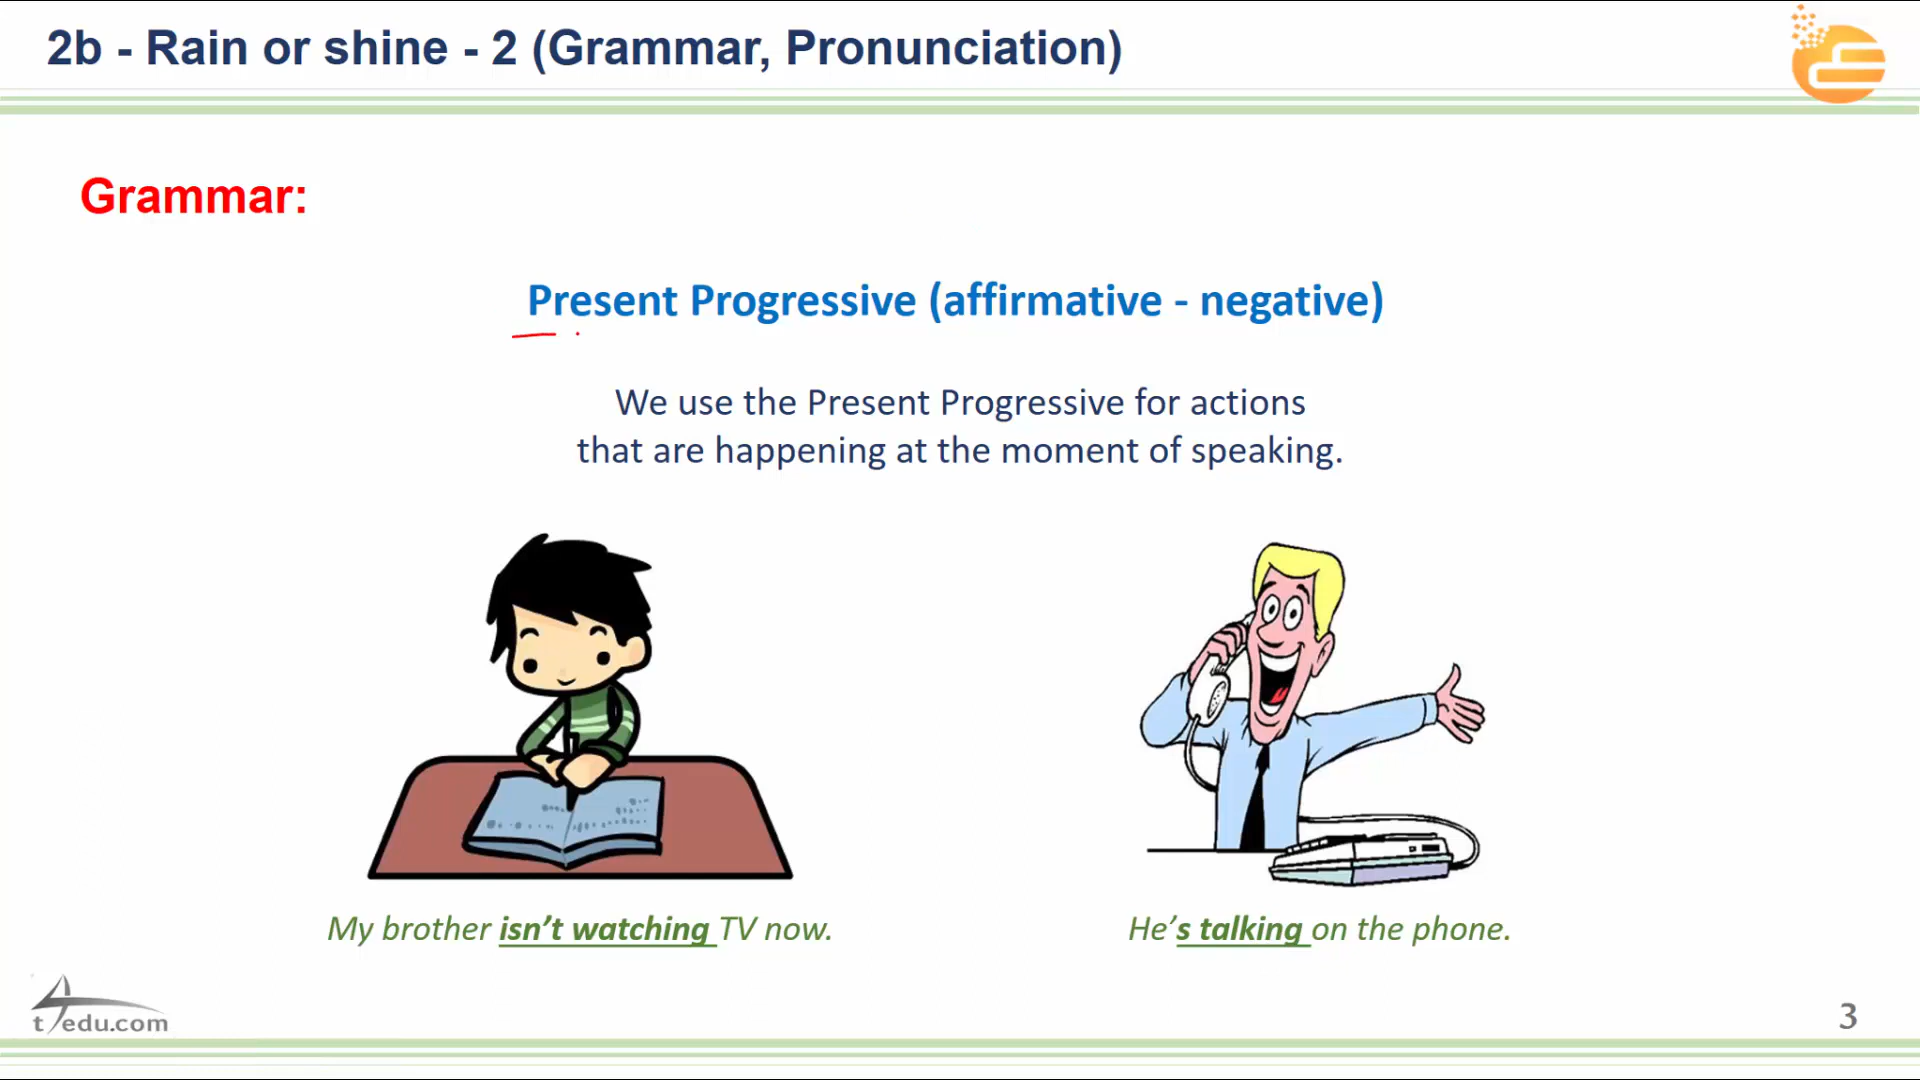 2b - Rain or shine - 2 (Grammar, Pronunciation)
Grammar:
Present Progressive (affirmative - negative)
We use the Present Progressive for actions
that are happening at the moment of speaking.
My brother isn't watching TV now.
He's talking on the phone.
t4edu.com
3